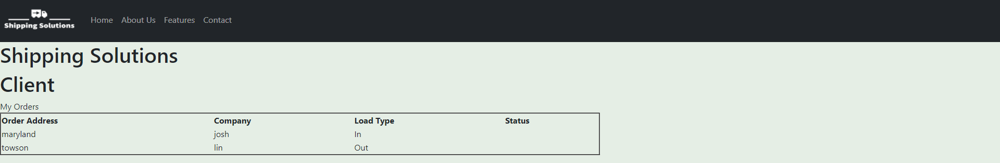 Shipping Solutions Home About Us Features Contact
Shipping Solutions
Client
My Orders
Order Address Company Load Type Status
maryland josh In
towson lin Out